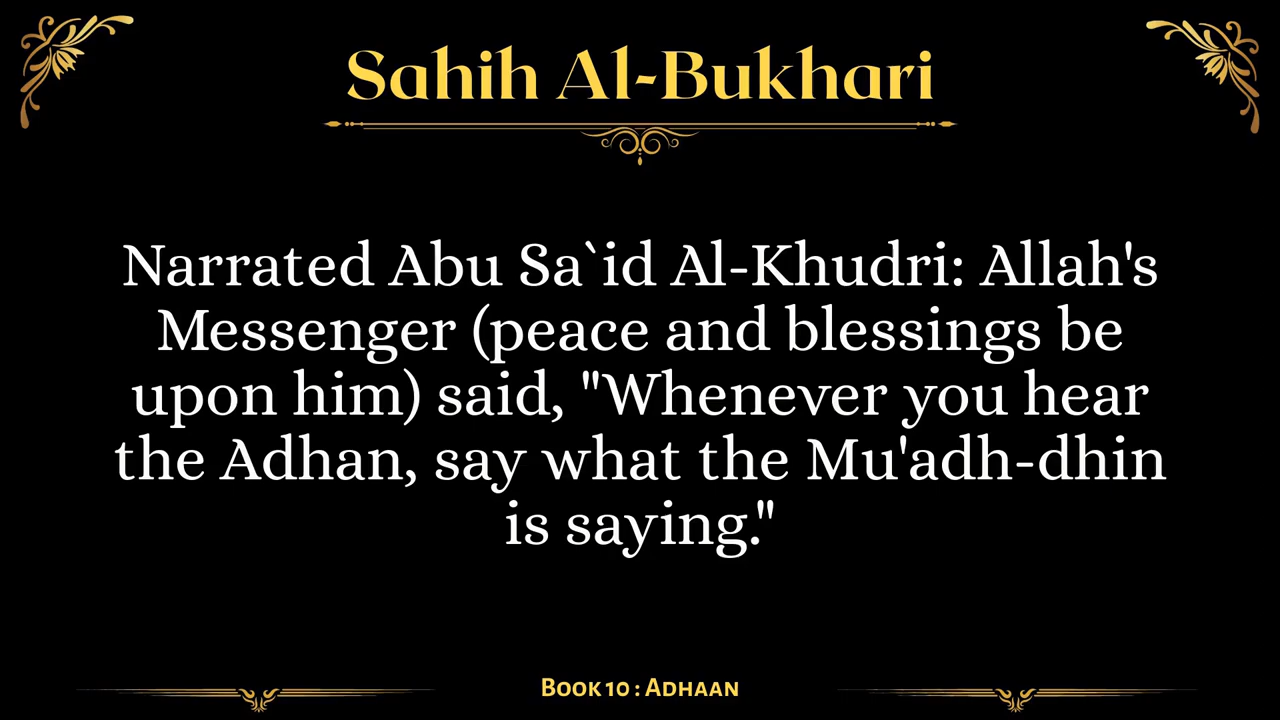 Sahih Al-Bukhari
Narrated Abu Sa`id Al-Khudri: Allah's
Messenger (peace and blessings be
upon him) said, "Whenever you hear
the Adhan, say what the Mu'adh-dhin
is saying."
Book 10 : Adhaan